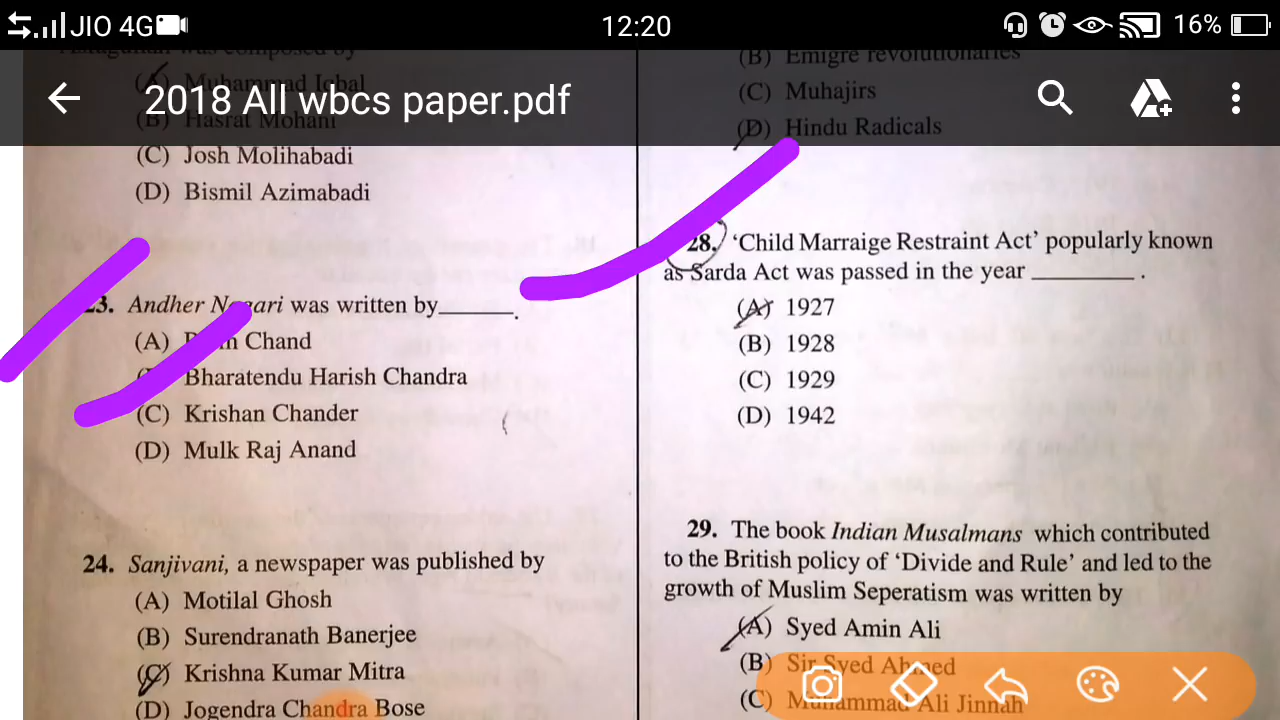 JIO 4G
12:20
16%
2018 All wbcs paper.pdf
(A) Muhammad Iqbal
(B) Hasrat Mohani
(C) Josh Molihabadi
(D) Bismil Azimabadi
23. Andher Nagari was written by______.
(A) Chand
Bharatendu Harish Chandra
(C) Krishan Chander
(D) Mulk Raj Anand
24. Sanjivani, a newspaper was published by
(A) Motilal Ghosh
(B) Surendranath Banerjee
(C) Krishna Kumar Mitra
(D) Jogendra Chandra Bose
(B) Emigre revolutionaries
(C) Muhajirs
(D) Hindu Radicals
28. 'Child Marraige Restraint Act' popularly known
as Sarda Act was passed in the year ________ .
(A) 1927
(B) 1928
(C) 1929
(D) 1942
29. The book Indian Musalmans which contributed
to the British policy of 'Divide and Rule' and led to the
growth of Muslim Seperatism was written by
(A) Syed Amin Ali
(B) Sir Syed Ahmed
(C) Muhammad Ali Jinnah